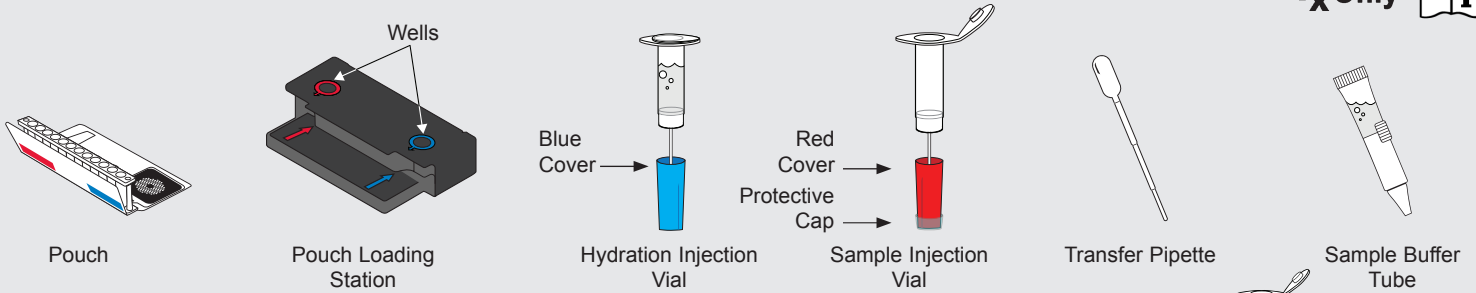 Only
Wells
Blue
Cover
Red
Cover
Protective
Cap
Pouch
Pouch Loading
Station
Hydration Injection
Vial
Sample Injection
Vial
Transfer Pipette
Sample Buffer
Tube